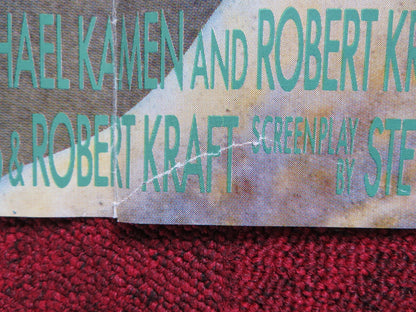 HAEL KAMEN AND ROBERT KR
& ROBERT KRAFT SCREENPLAY BY STE